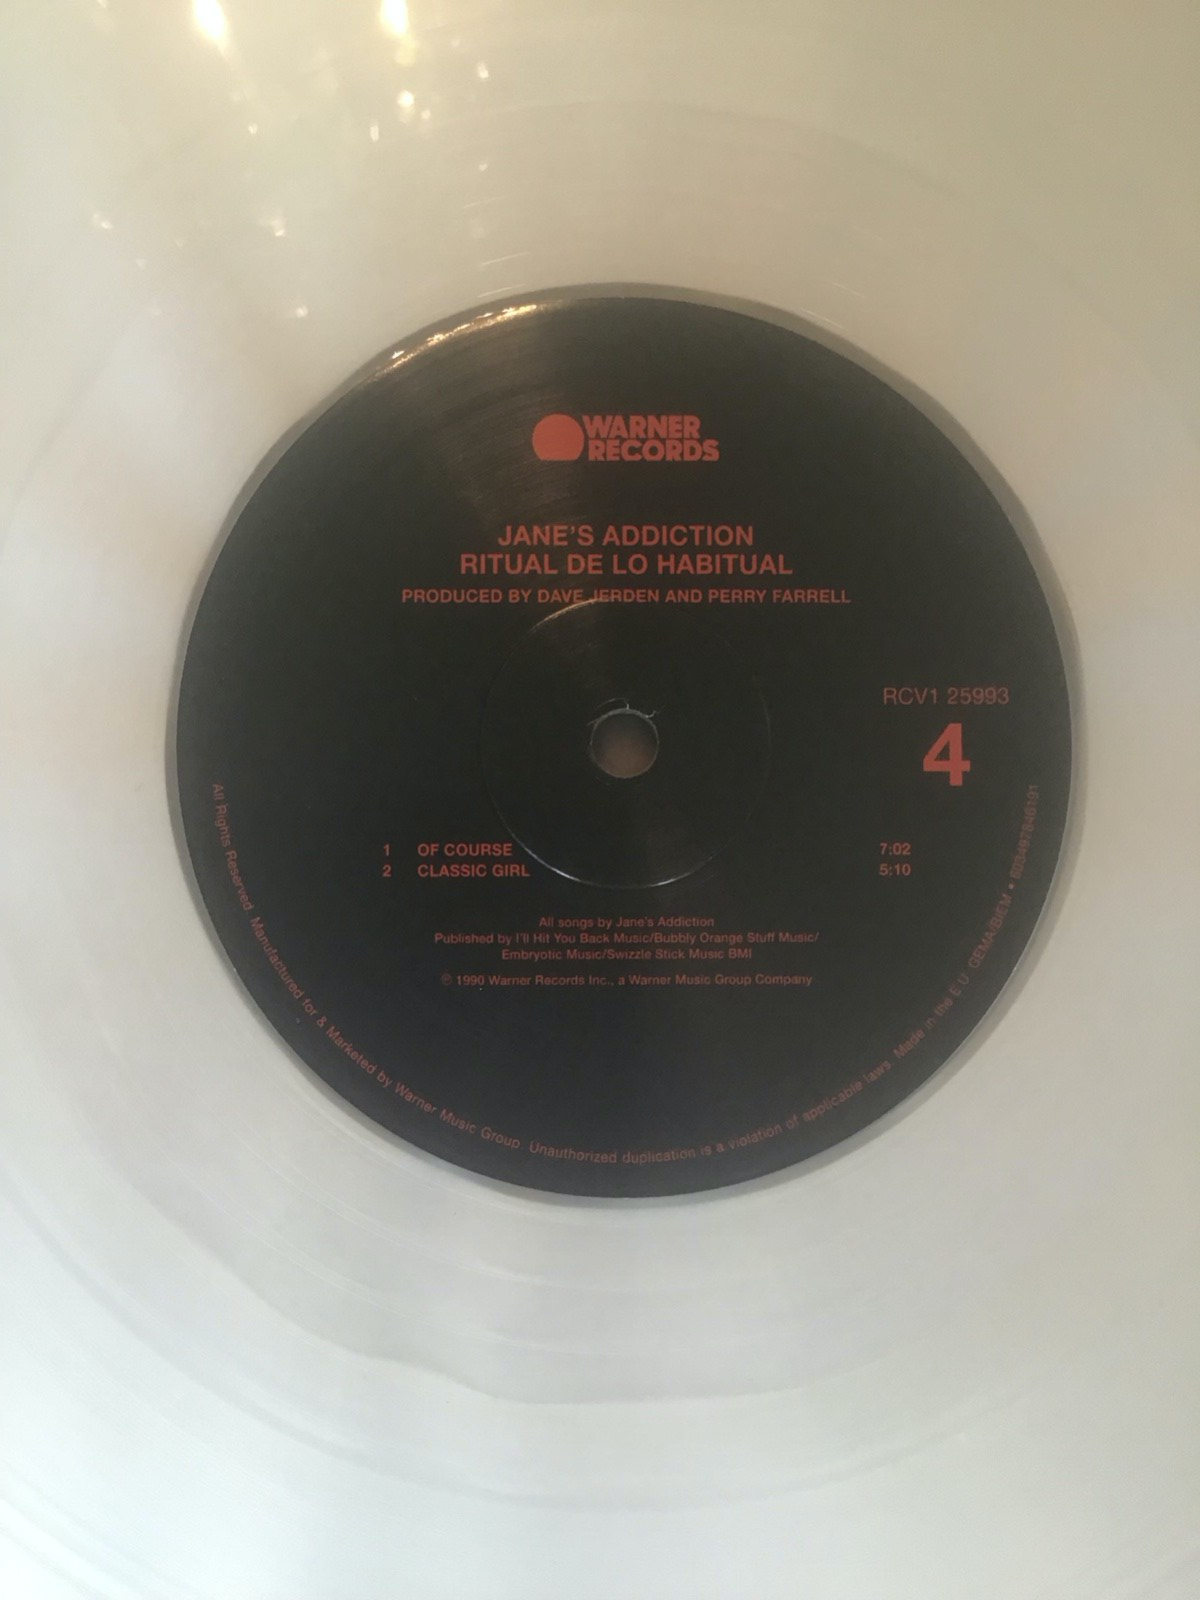 WARNER
RECORDS
JANE'S ADDICTION
RITUAL DE LO HABITUAL
PRODUCED BY DAVE JERDEN AND PERRY FARRELL
RCV1 25993
4
1 OF COURSE 7:02
2 CLASSIC GIRL 5:10
All songs by Jane's Addiction
Published by I'll Hit You Back Music/Bubbly Orange Stuff Music/
Embryotic Music/Swizzle Stick Music BMI
℗ 1990 Warner Records Inc., a Warner Music Group Company
All Rights Reserved. Manufactured for & Marketed by Warner Music Group. Unauthorized duplication is a violation of applicable laws. Made in the E.U. GEMA/BIEM •